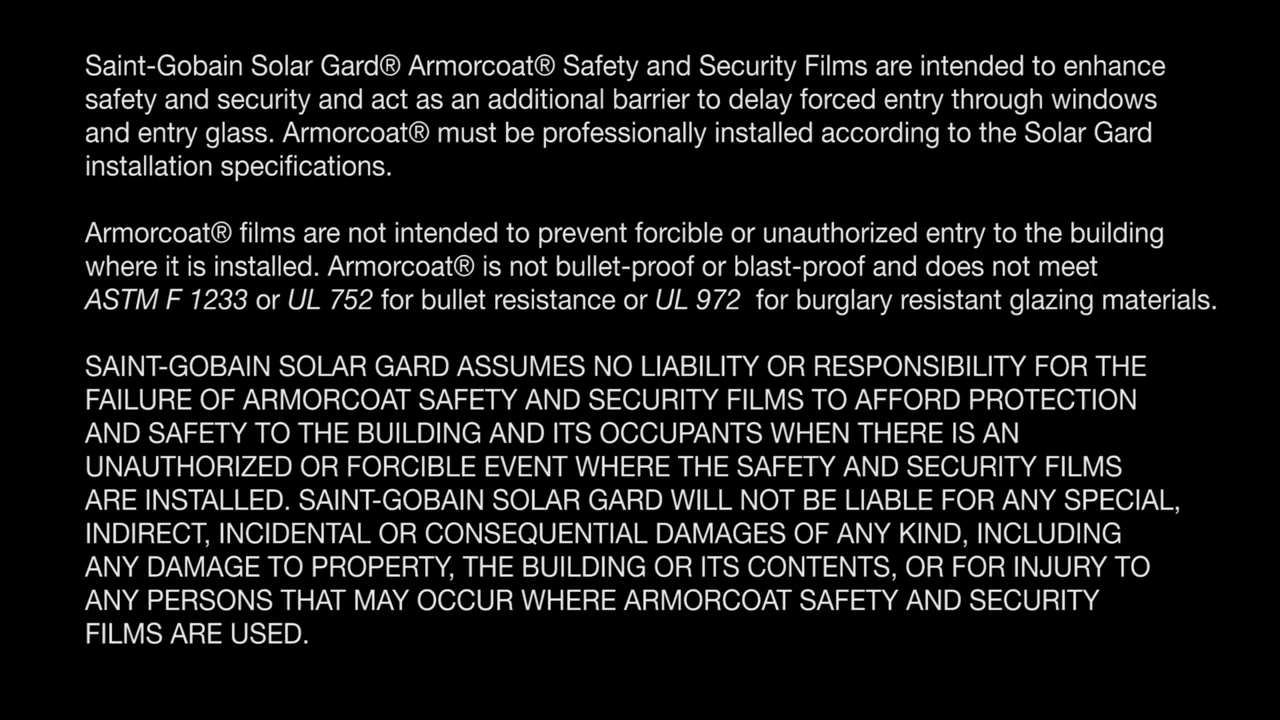 Saint-Gobain Solar Gard® Armorcoat® Safety and Security Films are intended to enhance
safety and security and act as an additional barrier to delay forced entry through windows
and entry glass. Armorcoat® must be professionally installed according to the Solar Gard
installation specifications.
Armorcoat® films are not intended to prevent forcible or unauthorized entry to the building
where it is installed. Armorcoat® is not bullet-proof or blast-proof and does not meet
ASTM F 1233 or UL 752 for bullet resistance or UL 972 for burglary resistant glazing materials.
SAINT-GOBAIN SOLAR GARD ASSUMES NO LIABILITY OR RESPONSIBILITY FOR THE
FAILURE OF ARMORCOAT SAFETY AND SECURITY FILMS TO AFFORD PROTECTION
AND SAFETY TO THE BUILDING AND ITS OCCUPANTS WHEN THERE IS AN
UNAUTHORIZED OR FORCIBLE EVENT WHERE THE SAFETY AND SECURITY FILMS
ARE INSTALLED. SAINT-GOBAIN SOLAR GARD WILL NOT BE LIABLE FOR ANY SPECIAL,
INDIRECT, INCIDENTAL OR CONSEQUENTIAL DAMAGES OF ANY KIND, INCLUDING
ANY DAMAGE TO PROPERTY, THE BUILDING OR ITS CONTENTS, OR FOR INJURY TO
ANY PERSONS THAT MAY OCCUR WHERE ARMORCOAT SAFETY AND SECURITY
FILMS ARE USED.